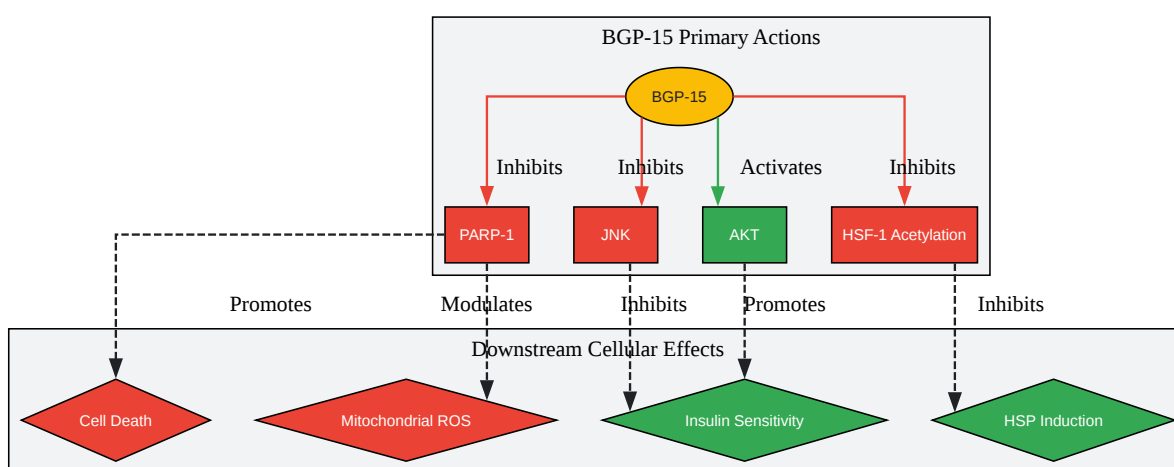 BGP-15 Primary Actions
BGP-15
Inhibits
Inhibits
Activates
Inhibits
PARP-1
JNK
AKT
HSF-1 Acetylation
Promotes
Modulates
Inhibits
Promotes
Inhibits
Downstream Cellular Effects
Cell Death
Mitochondrial ROS
Insulin Sensitivity
HSP Induction